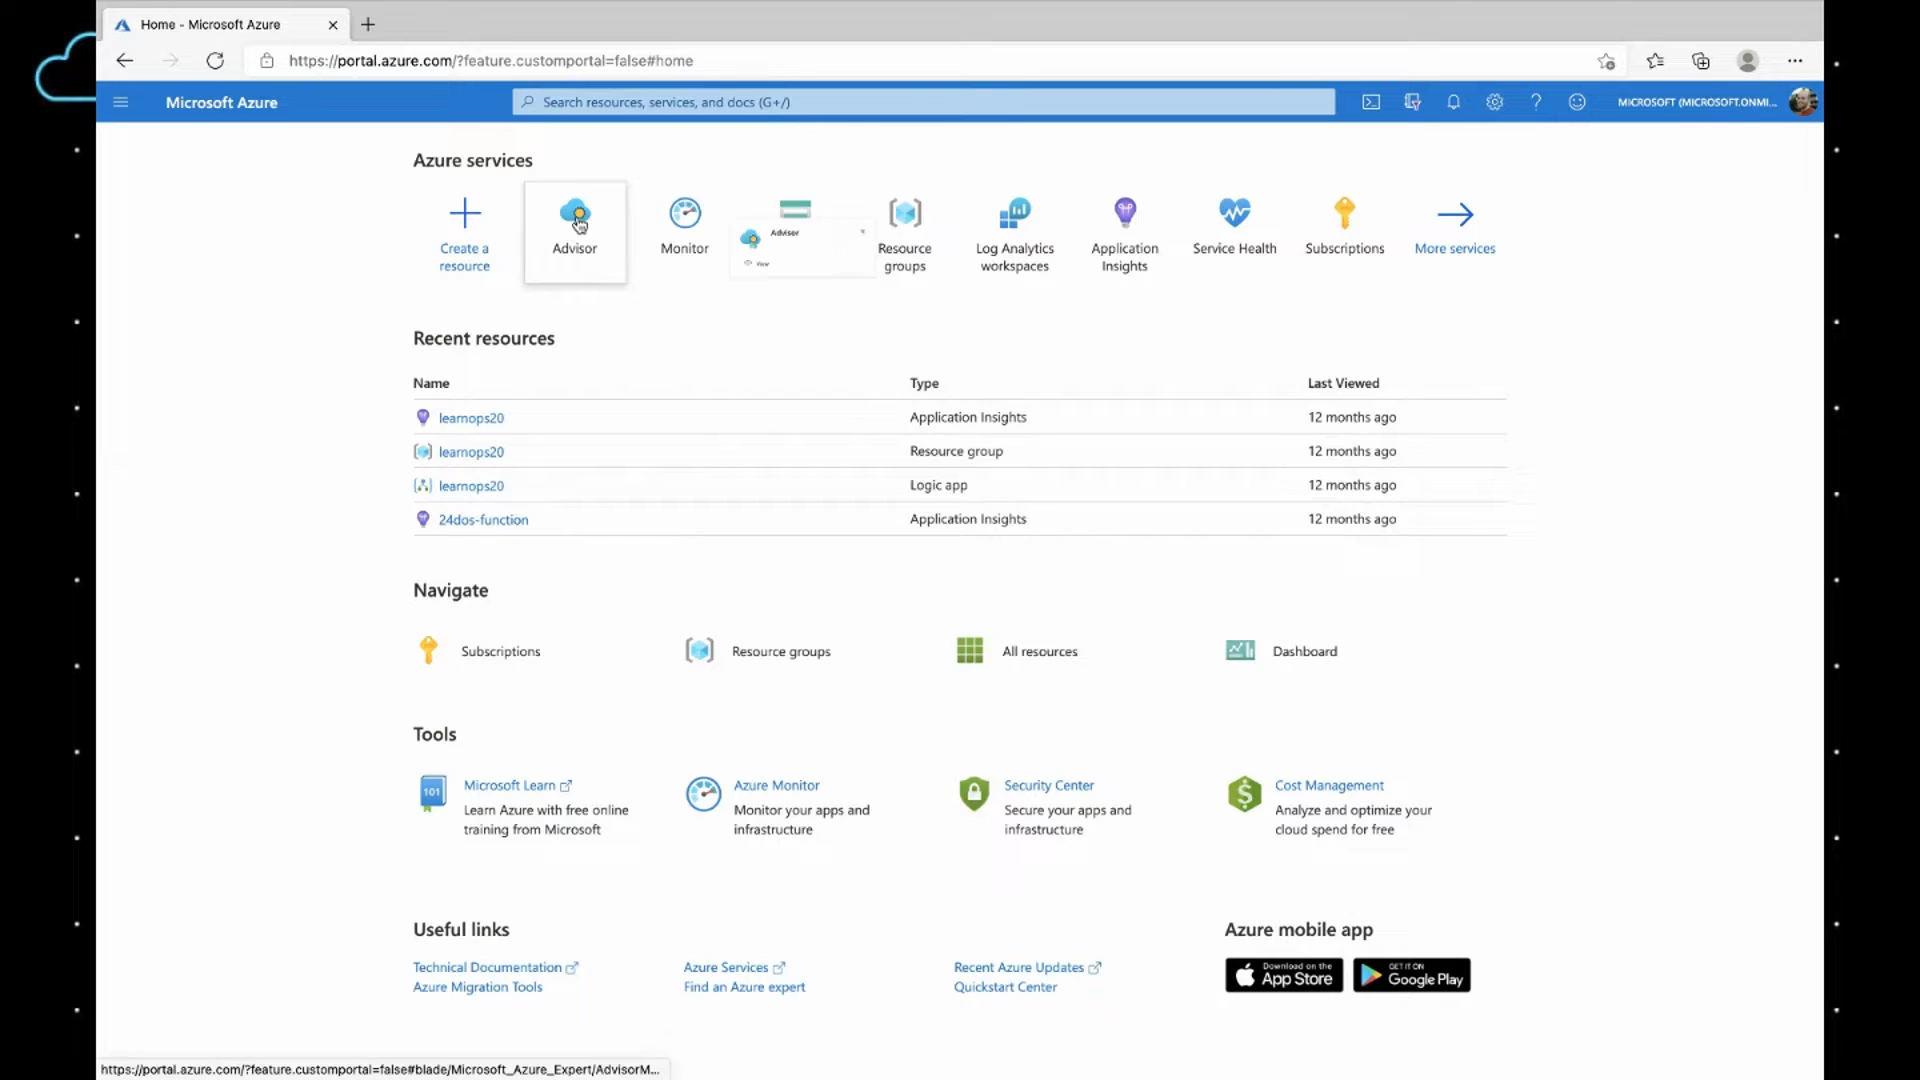 Home - Microsoft Azure
https://portal.azure.com/?feature.customportal=false#home
Microsoft Azure
Search resources, services, and docs (G+/)
MICROSOFT (MICROSOFT.ONMI...
Azure services
Create a
resource
Advisor
Monitor
Advisor
View
Resource
groups
Log Analytics
workspaces
Application
Insights
Service Health
Subscriptions
More services
Recent resources
Name Type Last Viewed
learnops20 Application Insights 12 months ago
learnops20 Resource group 12 months ago
learnops20 Logic app 12 months ago
24dos-function Application Insights 12 months ago
Navigate
Subscriptions Resource groups All resources Dashboard
Tools
101
Microsoft Learn
Learn Azure with free online
training from Microsoft
Azure Monitor
Monitor your apps and
infrastructure
Security Center
Secure your apps and
infrastructure
Cost Management
Analyze and optimize your
cloud spend for free
Useful links
Technical Documentation Azure Services Recent Azure Updates
Azure Migration Tools Find an Azure expert Quickstart Center
Azure mobile app
Download on the
App Store
GET IT ON
Google Play
https://portal.azure.com/?feature.customportal=false#blade/Microsoft_Azure_Expert/AdvisorM...